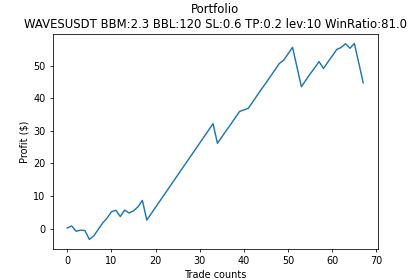 Portfolio
WAVESUSDT BBM:2.3 BBL:120 SL:0.6 TP:0.2 lev:10 WinRatio:81.0
50
40
30
20
10
0
Profit ($)
0 10 20 30 40 50 60 70
Trade counts